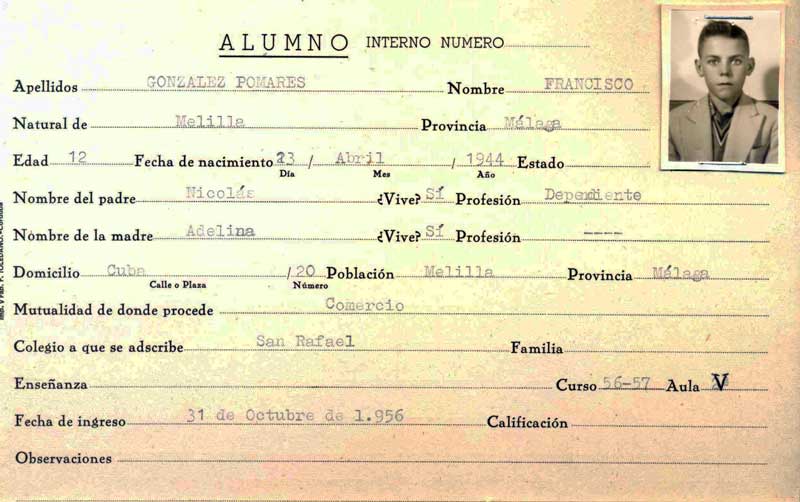 ALUMNO INTERNO NUMERO
Apellidos GONZALEZ POMARES Nombre FRANCISCO
Natural de Melilla Provincia Málaga
Edad 12 Fecha de nacimiento 23 / Abril / 1944 Estado
Día Mes Año
Nombre del padre Nicolás ¿Vive? Sí Profesión Dependiente
Nombre de la madre Adelina ¿Vive? Sí Profesión ----
Domicilio Cuba /20 Población Melilla Provincia Málaga
Calle o Plaza Número
Mutualidad de donde procede Comercio
Colegio a que se adscribe San Rafael Familia
Enseñanza Curso 56-57 Aula V
Fecha de ingreso 31 de Octubre de 1.956 Calificación
Observaciones